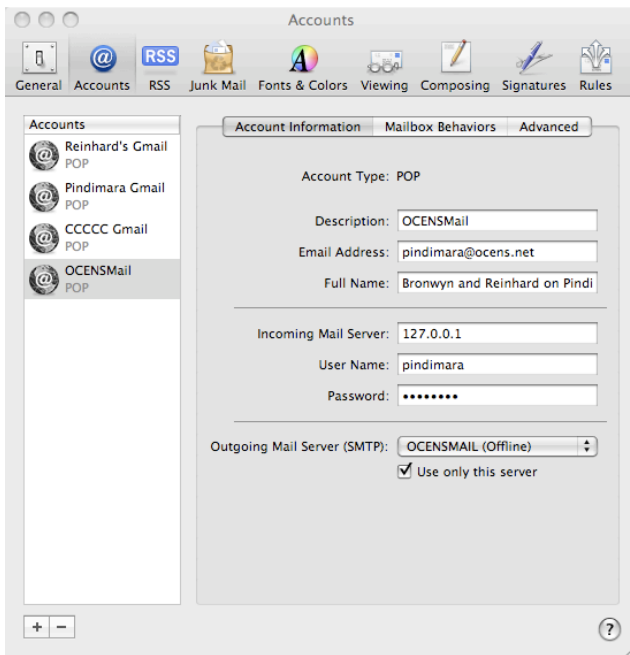 Accounts
RSS
General Accounts RSS Junk Mail Fonts & Colors Viewing Composing Signatures Rules
Accounts
Reinhard's Gmail
POP
Pindimara Gmail
POP
CCCCC Gmail
POP
OCENSMail
POP
Account Information Mailbox Behaviors Advanced
Account Type: POP
Description: OCENSMail
Email Address: pindimara@ocens.net
Full Name: Bronwyn and Reinhard on Pindi
Incoming Mail Server: 127.0.0.1
User Name: pindimara
Password: ••••••••
Outgoing Mail Server (SMTP): OCENSMAIL (Offline)
Use only this server
+ −
?